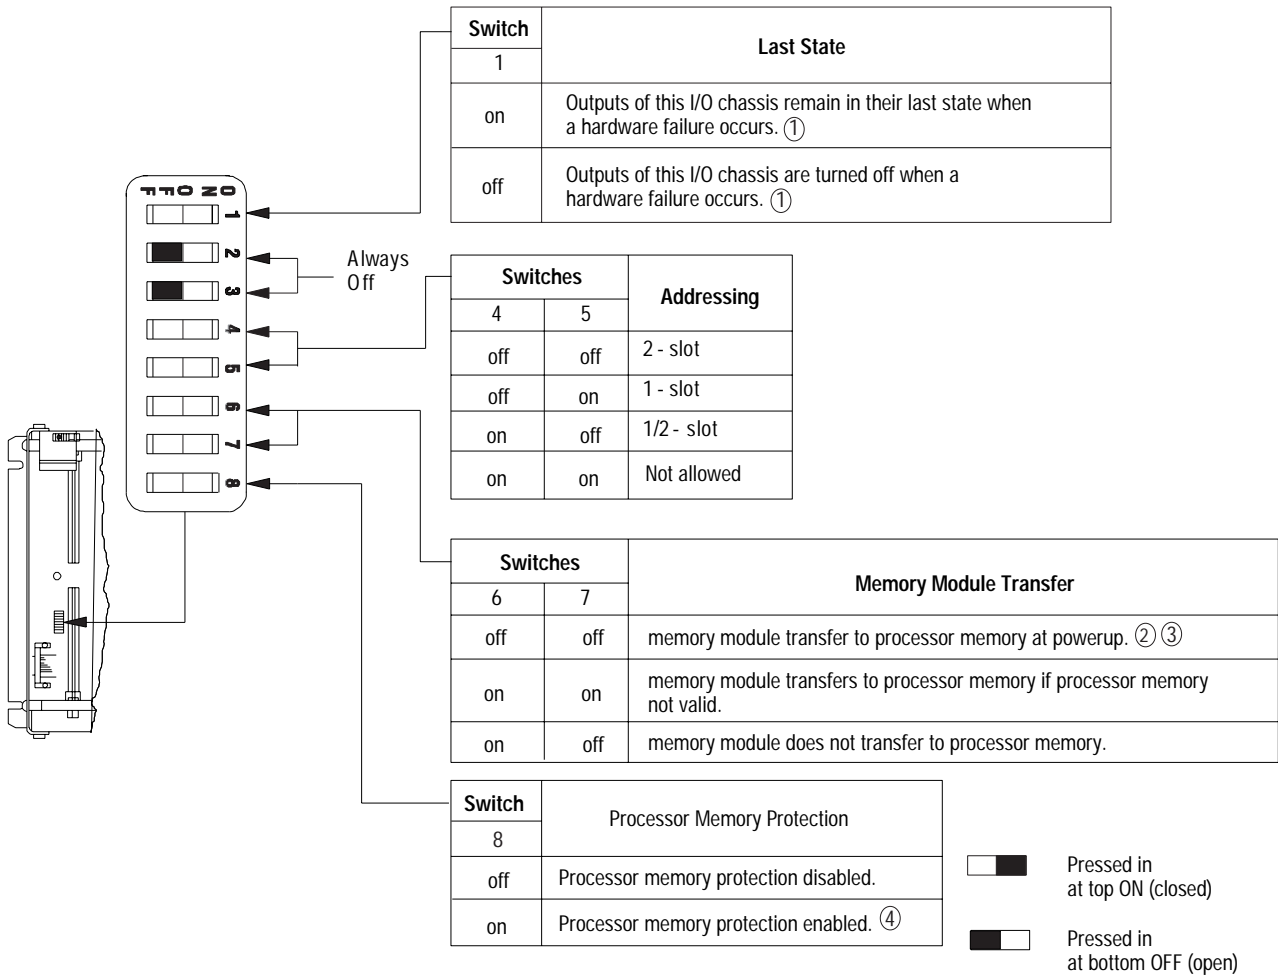 Switch
1
Last State
on
Outputs of this I/O chassis remain in their last state when
a hardware failure occurs. ①
off
Outputs of this I/O chassis are turned off when a
hardware failure occurs. ①
OFF ON
1
2
3
4
5
6
7
8
Always
Off
Switches
Addressing
4 5
off off 2 - slot
off on 1 - slot
on off 1/2 - slot
on on Not allowed
Switches
Memory Module Transfer
6 7
off off memory module transfer to processor memory at powerup. ② ③
on on memory module transfers to processor memory if processor memory
not valid.
on off memory module does not transfer to processor memory.
Switch
8
Processor Memory Protection
off Processor memory protection disabled.
on Processor memory protection enabled. ④
Pressed in
at top ON (closed)
Pressed in
at bottom OFF (open)